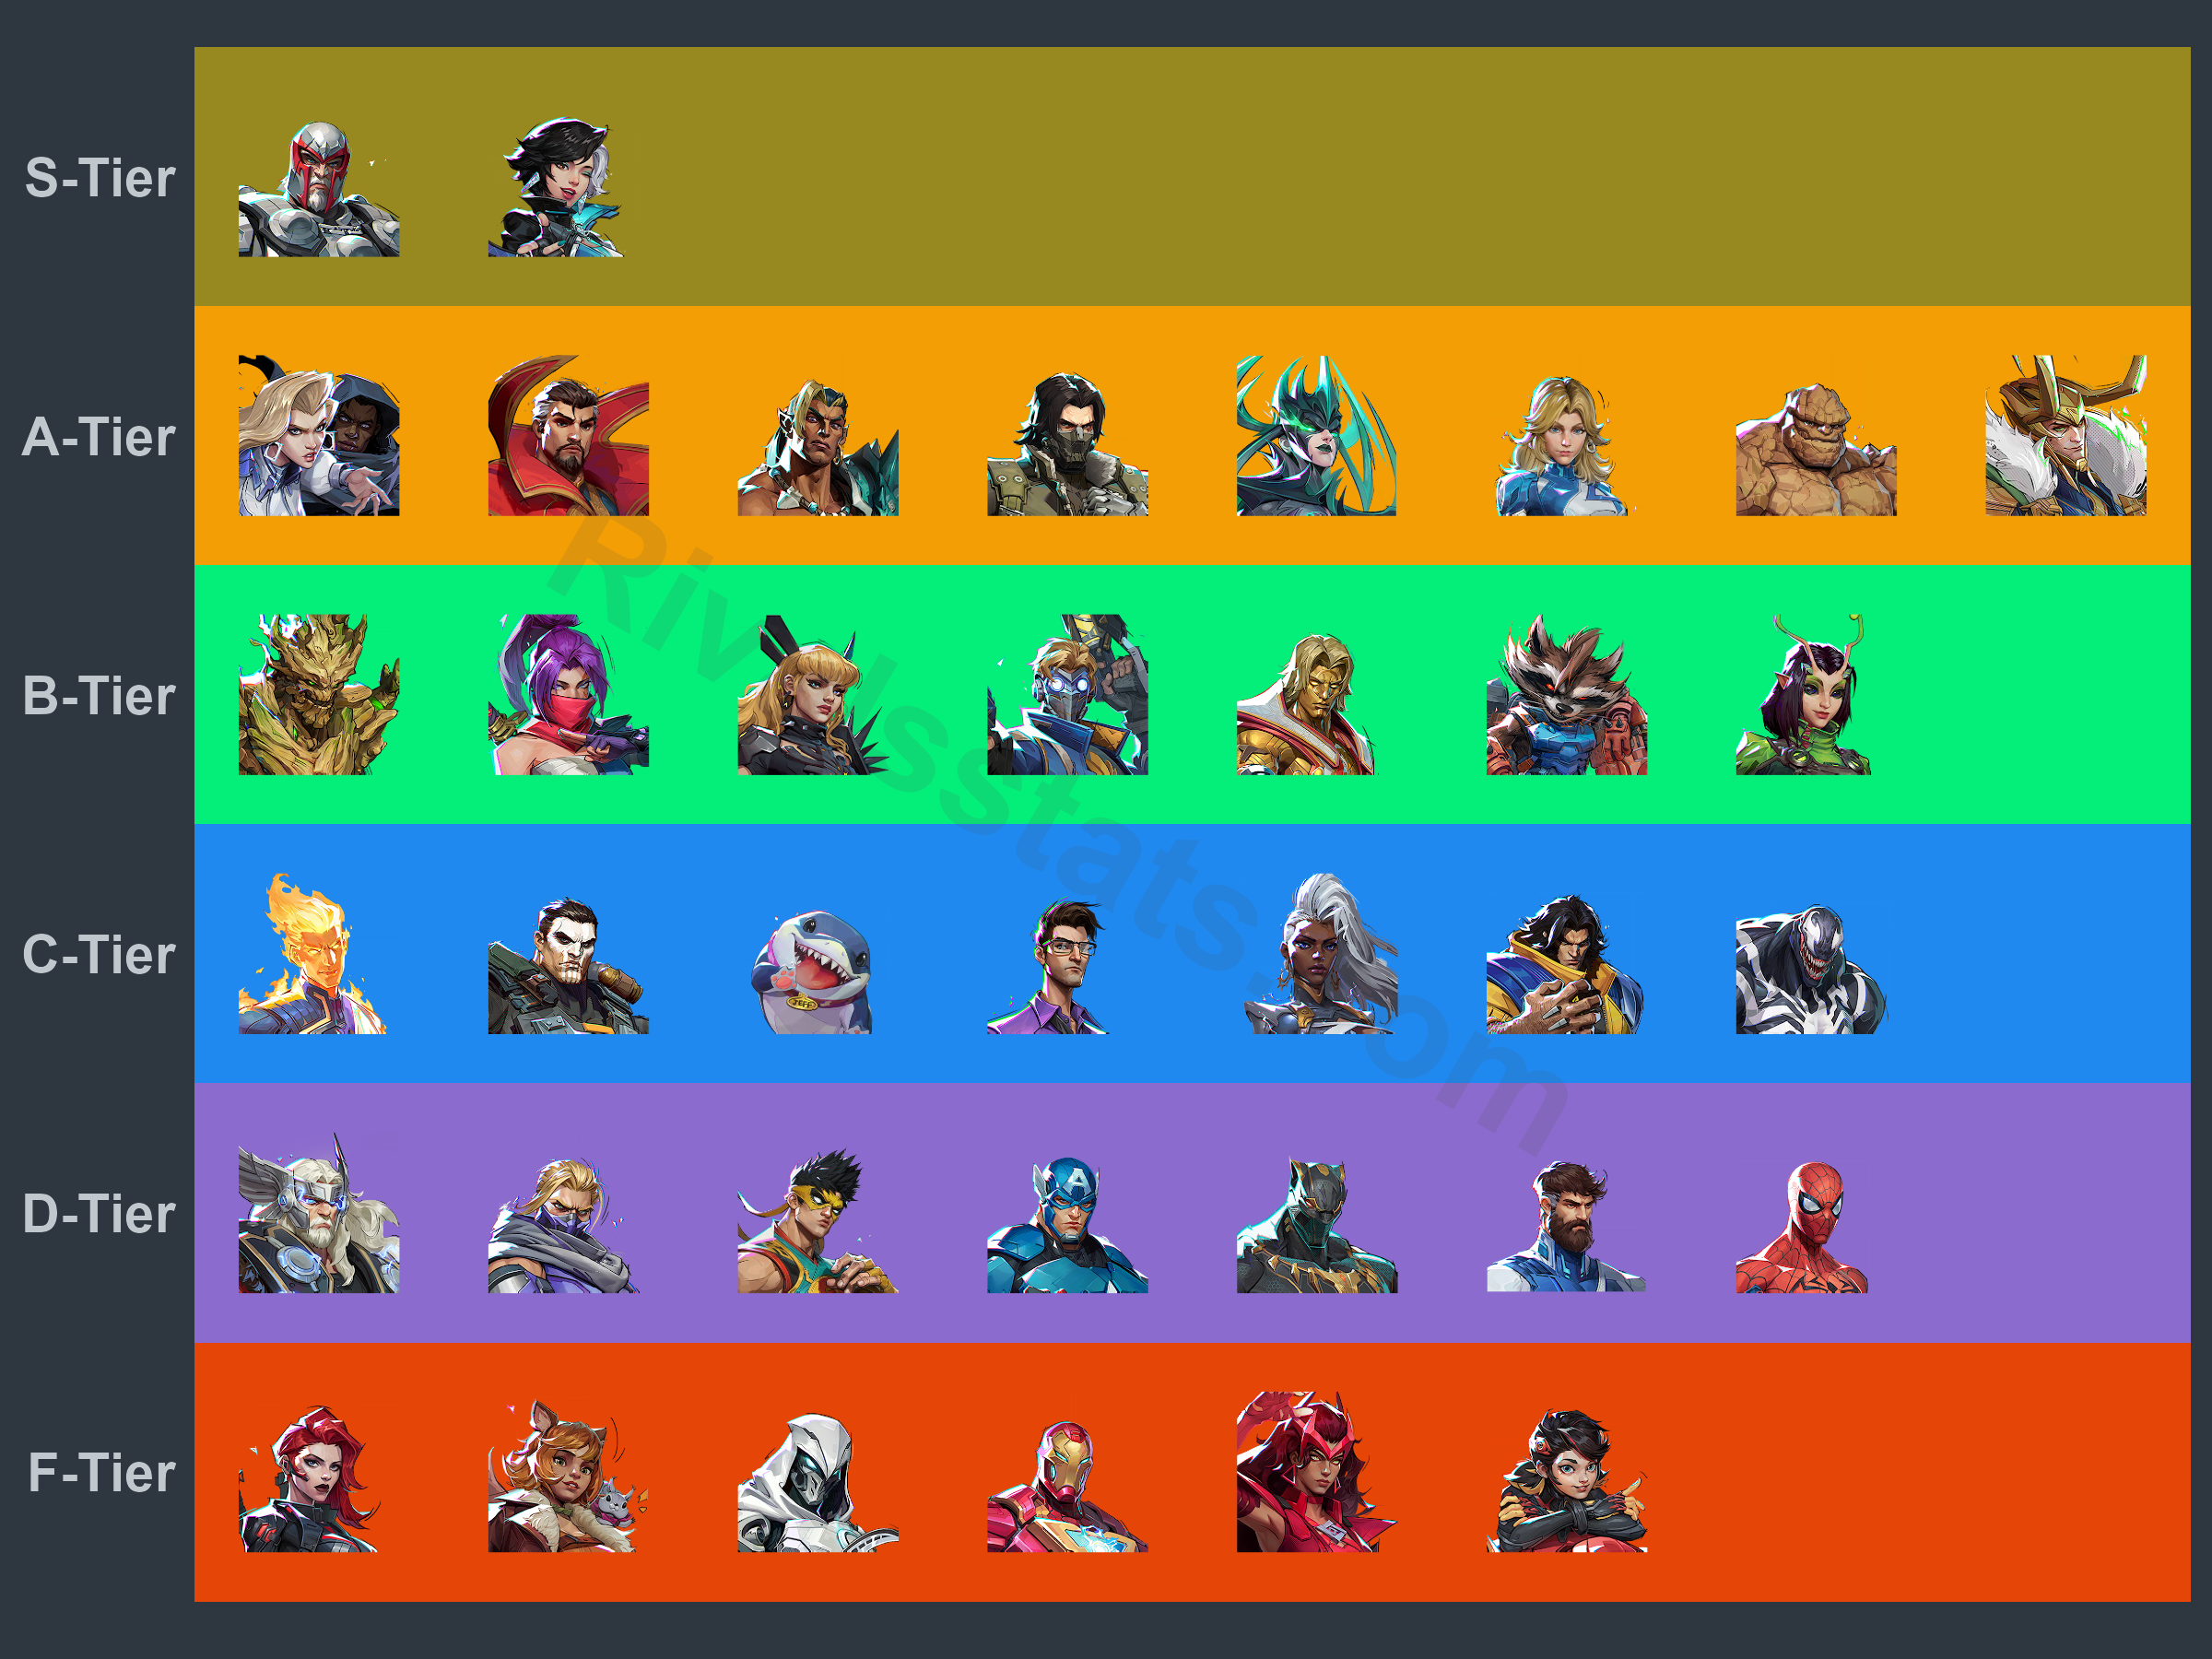 S-Tier
A-Tier
B-Tier
C-Tier
D-Tier
F-Tier
Rivalsstats.com
JEFF
A